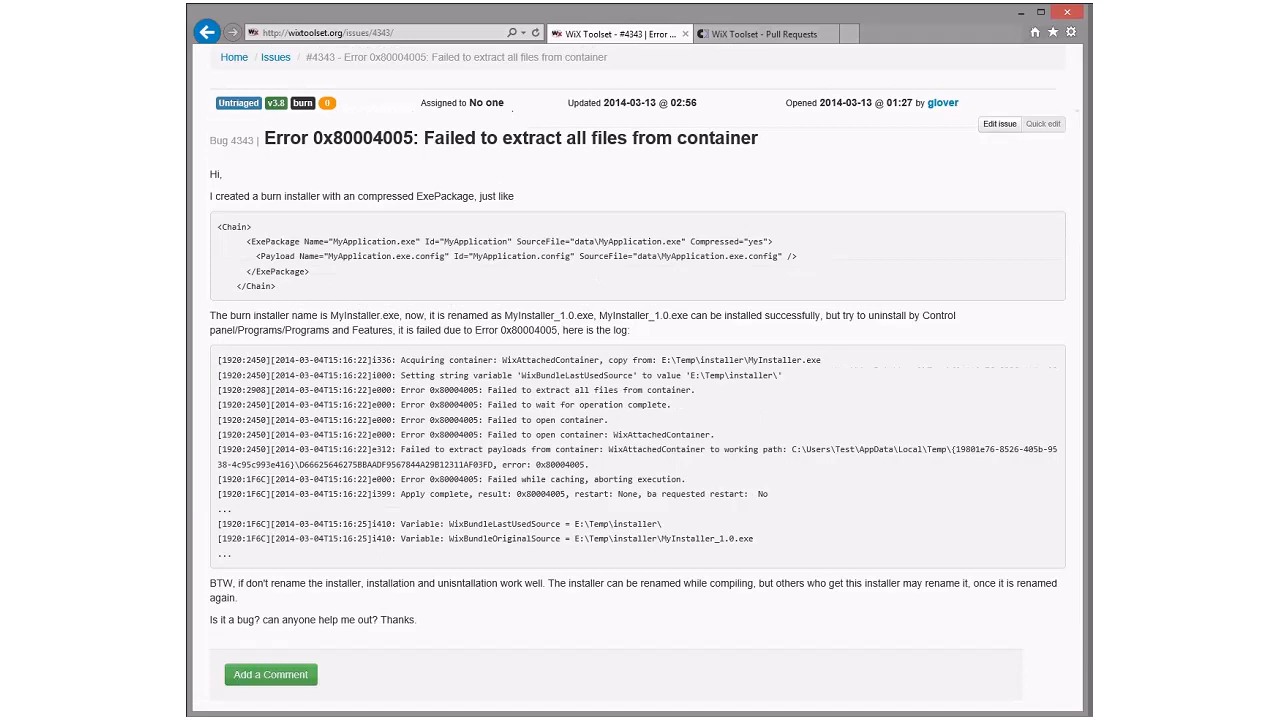 http://wixtoolset.org/issues/4343/
WiX Toolset - #4343 | Error ...
WiX Toolset - Pull Requests
Home / Issues / #4343 - Error 0x80004005: Failed to extract all files from container
Untriaged v3.8 burn 0 Assigned to No one Updated 2014-03-13 @ 02:56 Opened 2014-03-13 @ 01:27 by glover
Edit issue Quick edit
Bug 4343 | Error 0x80004005: Failed to extract all files from container
Hi,
I created a burn installer with an compressed ExePackage, just like
<Chain>
<ExePackage Name="MyApplication.exe" Id="MyApplication" SourceFile="data\MyApplication.exe" Compressed="yes">
<Payload Name="MyApplication.exe.config" Id="MyApplication.config" SourceFile="data\MyApplication.exe.config" />
</ExePackage>
</Chain>
The burn installer name is MyInstaller.exe, now, it is renamed as MyInstaller_1.0.exe, MyInstaller_1.0.exe can be installed successfully, but try to uninstall by Control
panel/Programs/Programs and Features, it is failed due to Error 0x80004005, here is the log:
[1920:2450][2014-03-04T15:16:22]i336: Acquiring container: WixAttachedContainer, copy from: E:\Temp\installer\MyInstaller.exe
[1920:2450][2014-03-04T15:16:22]i000: Setting string variable 'WixBundleLastUsedSource' to value 'E:\Temp\installer\'
[1920:2908][2014-03-04T15:16:22]e000: Error 0x80004005: Failed to extract all files from container.
[1920:2450][2014-03-04T15:16:22]e000: Error 0x80004005: Failed to wait for operation complete.
[1920:2450][2014-03-04T15:16:22]e000: Error 0x80004005: Failed to open container.
[1920:2450][2014-03-04T15:16:22]e000: Error 0x80004005: Failed to open container: WixAttachedContainer.
[1920:2450][2014-03-04T15:16:22]e312: Failed to extract payloads from container: WixAttachedContainer to working path: C:\Users\Test\AppData\Local\Temp\{19801e76-8526-405b-95
38-4c95c993e416}\D66625646275BBAADF9567844A29B12311AF03FD, error: 0x80004005.
[1920:1F6C][2014-03-04T15:16:22]e000: Error 0x80004005: Failed while caching, aborting execution.
[1920:1F6C][2014-03-04T15:16:22]i399: Apply complete, result: 0x80004005, restart: None, ba requested restart:  No
...
[1920:1F6C][2014-03-04T15:16:25]i410: Variable: WixBundleLastUsedSource = E:\Temp\installer\
[1920:1F6C][2014-03-04T15:16:25]i410: Variable: WixBundleOriginalSource = E:\Temp\installer\MyInstaller_1.0.exe
...
BTW, if don't rename the installer, installation and unisntallation work well. The installer can be renamed while compiling, but others who get this installer may rename it, once it is renamed
again.
Is it a bug? can anyone help me out? Thanks.
Add a Comment